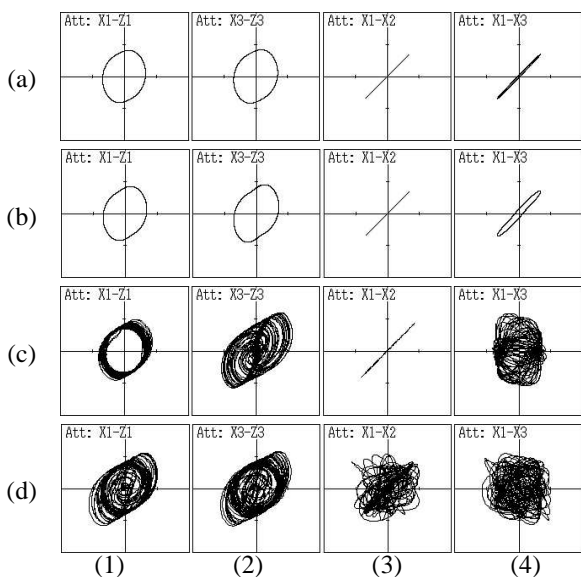 Att: X1-Z1 Att: X3-Z3 Att: X1-X2 Att: X1-X3
(a)
Att: X1-Z1 Att: X3-Z3 Att: X1-X2 Att: X1-X3
(b)
Att: X1-Z1 Att: X3-Z3 Att: X1-X2 Att: X1-X3
(c)
Att: X1-Z1 Att: X3-Z3 Att: X1-X2 Att: X1-X3
(d)
(1) (2) (3) (4)